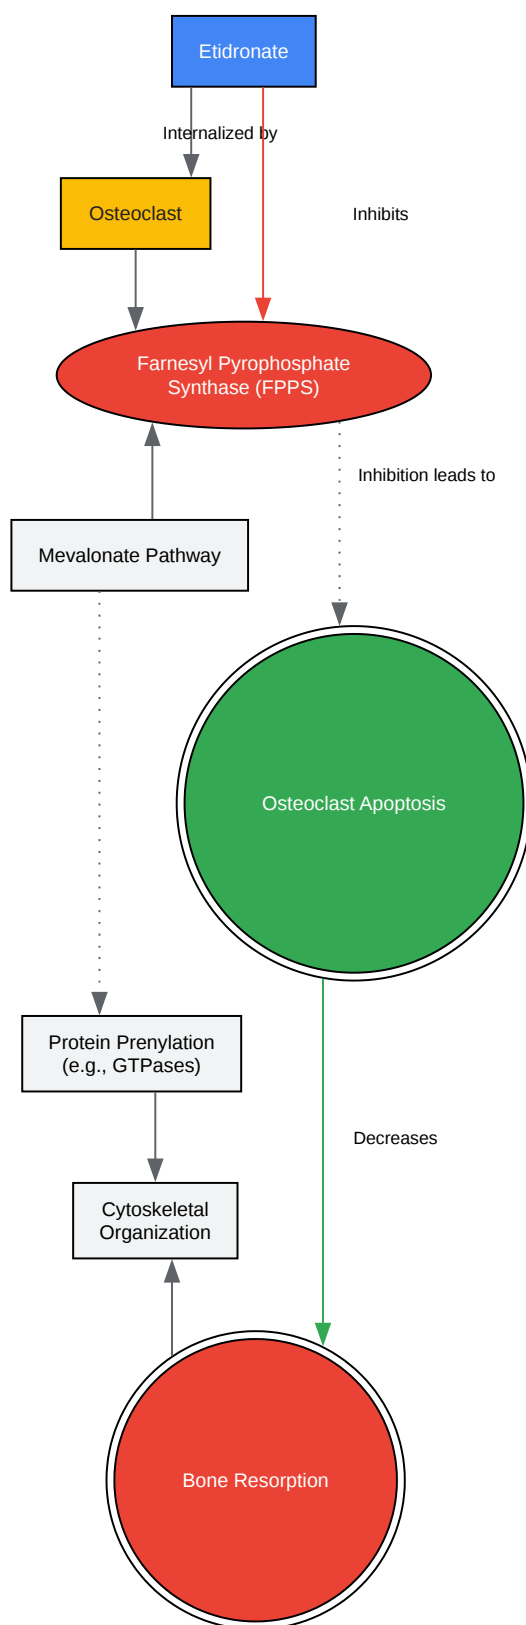 Etidronate
Internalized by
Osteoclast
Inhibits
Farnesyl Pyrophosphate
Synthase (FPPS)
Inhibition leads to
Mevalonate Pathway
Osteoclast Apoptosis
Protein Prenylation
(e.g., GTPases)
Decreases
Cytoskeletal
Organization
Bone Resorption